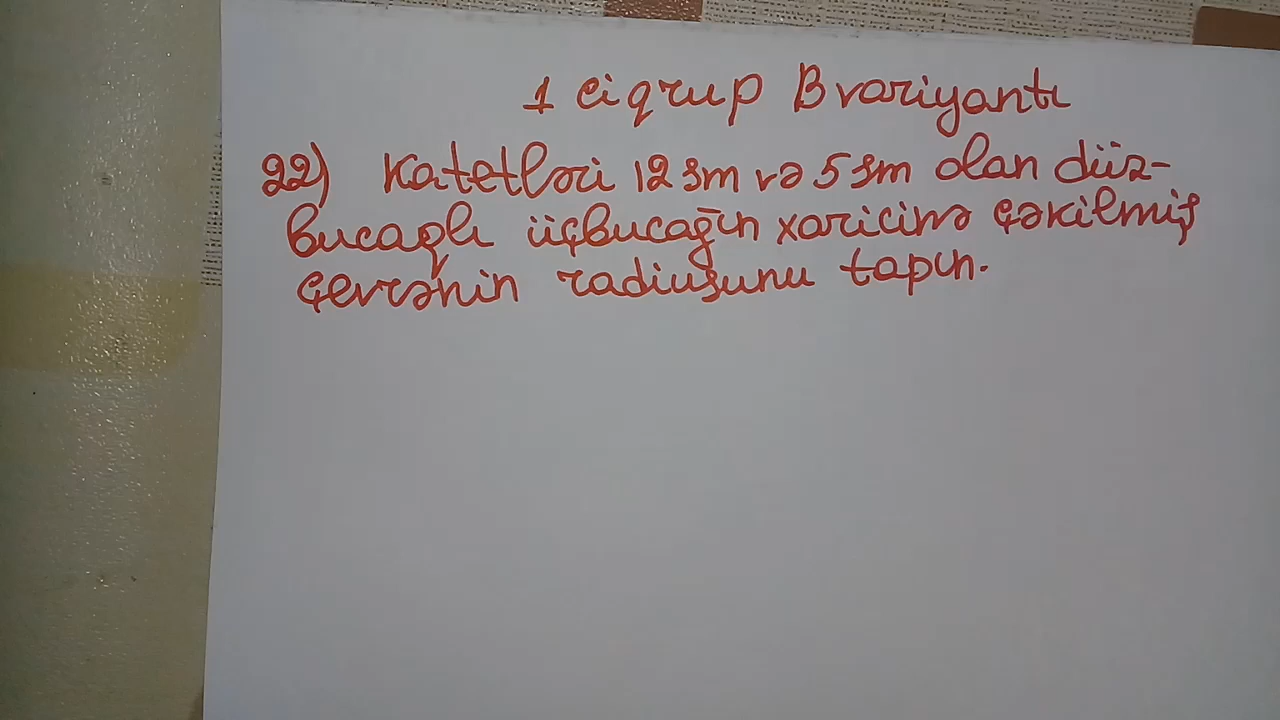 1 ci qrup B variyantı
22) Katetləri 12 sm və 5 sm olan düz-
bucaqlı üçbucağın xaricinə çəkilmiş
çevrənin radiusunu tapın.